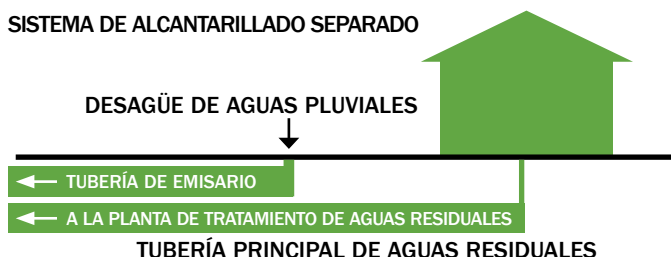 SISTEMA DE ALCANTARILLADO SEPARADO
DESAGÜE DE AGUAS PLUVIALES
TUBERÍA DE EMISARIO
A LA PLANTA DE TRATAMIENTO DE AGUAS RESIDUALES
TUBERÍA PRINCIPAL DE AGUAS RESIDUALES